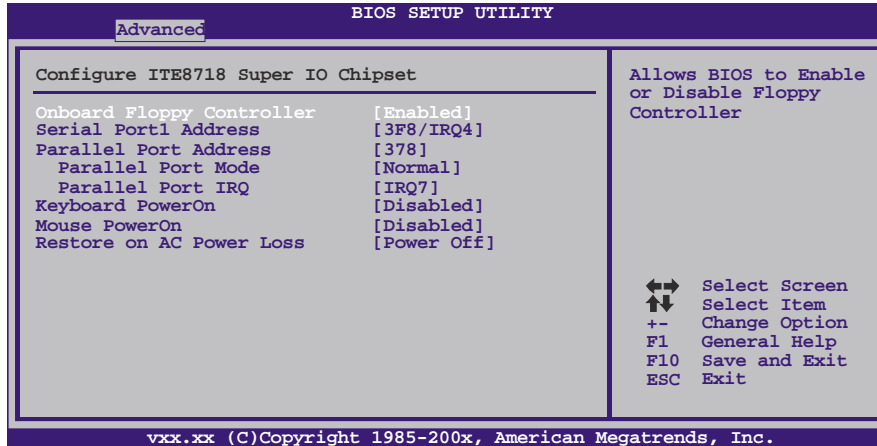 BIOS SETUP UTILITY
Advanced
Configure ITE8718 Super IO Chipset
Onboard Floppy Controller [Enabled]
Serial Port1 Address [3F8/IRQ4]
Parallel Port Address [378]
Parallel Port Mode [Normal]
Parallel Port IRQ [IRQ7]
Keyboard PowerOn [Disabled]
Mouse PowerOn [Disabled]
Restore on AC Power Loss [Power Off]
Allows BIOS to Enable
or Disable Floppy
Controller
Select Screen
Select Item
+- Change Option
F1 General Help
F10 Save and Exit
ESC Exit
vxx.xx (C)Copyright 1985-200x, American Megatrends, Inc.